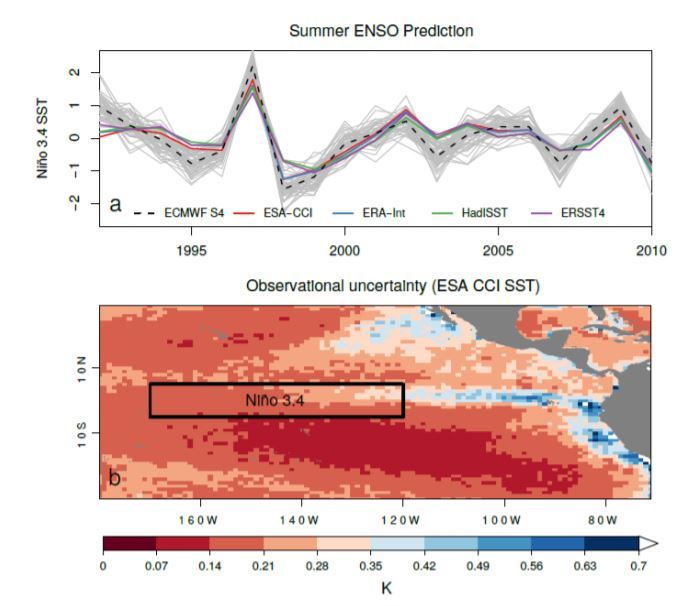 Summer ENSO Prediction
Niño 3.4 SST
2
1
0
−1
−2
a
ECMWF S4 ESA−CCI ERA−Int HadISST ERSST4
1995 2000 2005 2010
Observational uncertainty (ESA CCI SST)
10N
10S
Niño 3.4
b
160W 140W 120W 100W 80W
0 0.07 0.14 0.21 0.28 0.35 0.42 0.49 0.56 0.63 0.7
K